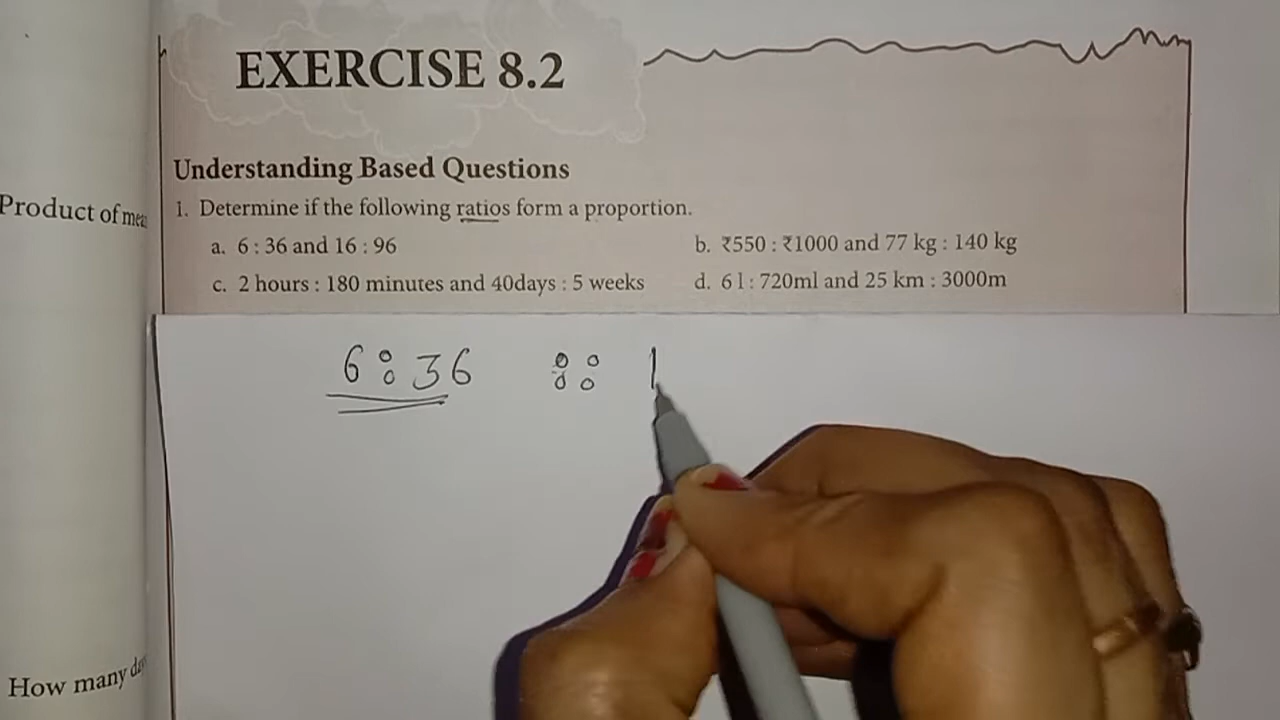 EXERCISE 8.2
Understanding Based Questions
Product of
1. Determine if the following ratios form a proportion.
a. 6 : 36 and 16 : 96
b. ₹550 : ₹1000 and 77 kg : 140 kg
c. 2 hours : 180 minutes and 40days : 5 weeks
d. 6 l : 720ml and 25 km : 3000m
6 : 36 :: 1
How many